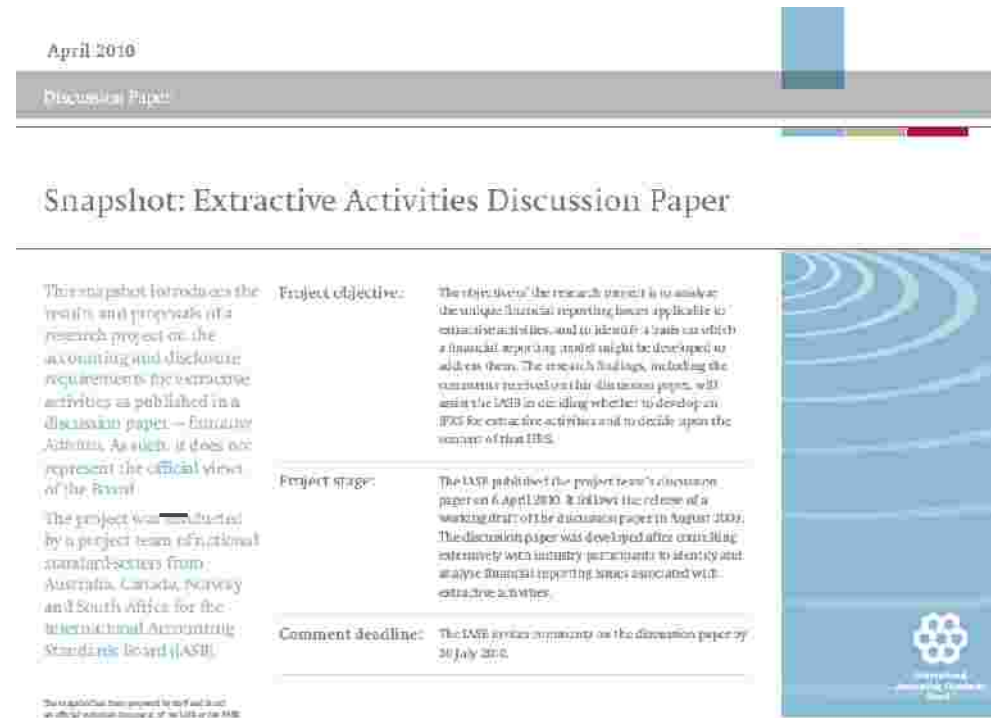 April 2010
Discussion Paper
Snapshot: Extractive Activities Discussion Paper
This snapshot introduces the
results and proposals of a
research project on the
accounting and disclosure
requirements for extractive
activities as published in a
discussion paper – Extractive
Activities. As such, it does not
represent the official views
of the Board.
The project was conducted
by a project team of national
standard-setters from
Australia, Canada, Norway
and South Africa for the
International Accounting
Standards Board (IASB).
Project objective:
The objective of the research project is to analyse
the unique financial reporting issues applicable to
extractive activities, and to identify a basis on which
a financial reporting model might be developed to
address them. The research findings, including the
comments received on this discussion paper, will
assist the IASB in deciding whether to develop an
IFRS for extractive activities and to decide upon the
content of that IFRS.
Project stage:
The IASB published the project team's discussion
paper on 6 April 2010. It follows the release of a
working draft of the discussion paper in August 2009.
The discussion paper was developed after consulting
extensively with industry participants to identify and
analyse financial reporting issues associated with
extractive activities.
Comment deadline:
The IASB invites comments on the discussion paper by
30 July 2010.
International
Accounting Standards
Board